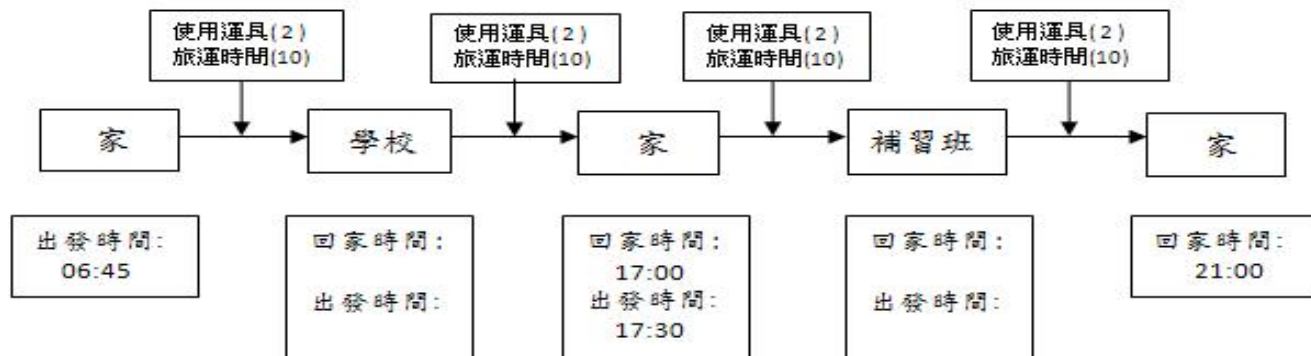 使用運具(2)
旅運時間(10)
使用運具(2)
旅運時間(10)
使用運具(2)
旅運時間(10)
使用運具(2)
旅運時間(10)
家
學校
家
補習班
家
出發時間:
06:45
回家時間:
出發時間:
回家時間:
17:00
出發時間:
17:30
回家時間:
出發時間:
回家時間:
21:00